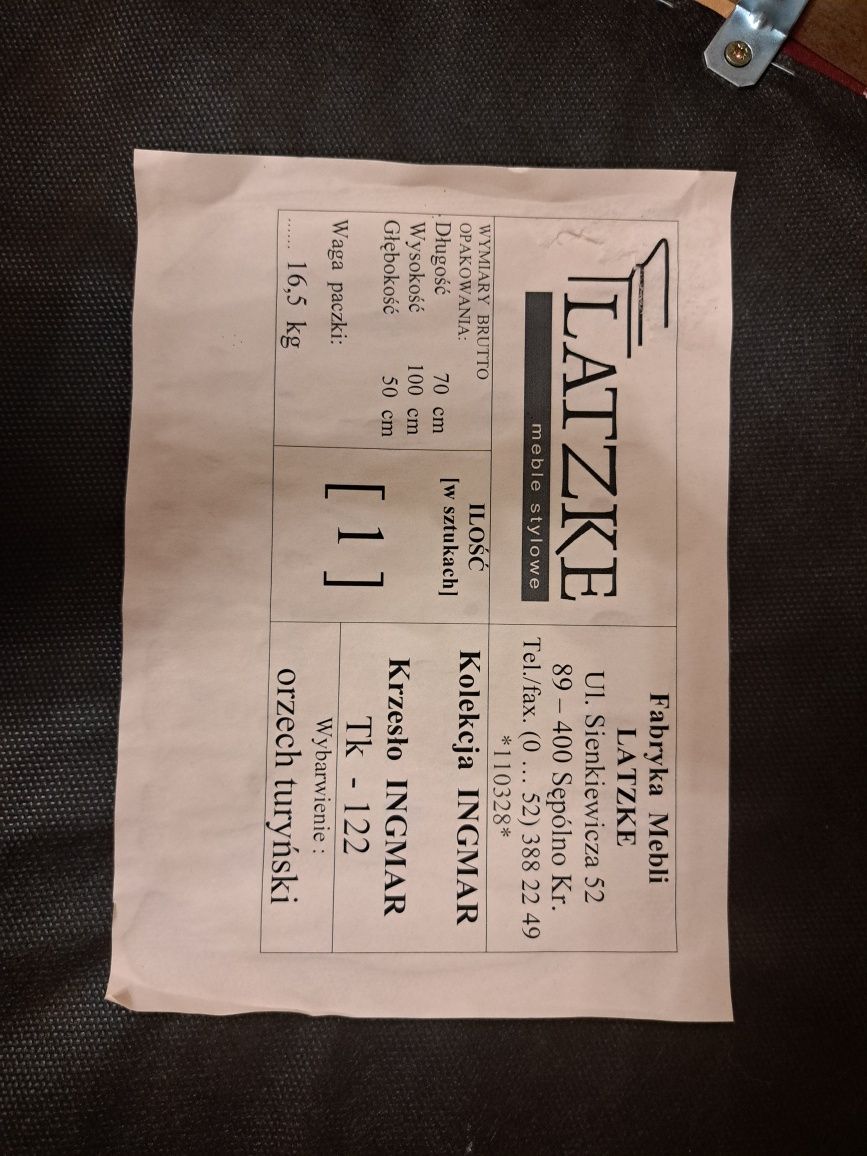 LATZKE
meble stylowe
Fabryka Mebli
LATZKE
Ul. Sienkiewicza 52
89 – 400 Sępólno Kr.
Tel./fax. (0 ... 52) 388 22 49
*110328*
WYMIARY BRUTTO
OPAKOWANIA:
Długość 70 cm
Wysokość 100 cm
Głębokość 50 cm
Waga paczki:
...... 16,5 kg
ILOŚĆ
[w sztukach]
[ 1 ]
Kolekcja INGMAR
Krzesło INGMAR
Tk - 122
Wybarwienie :
orzech turyński